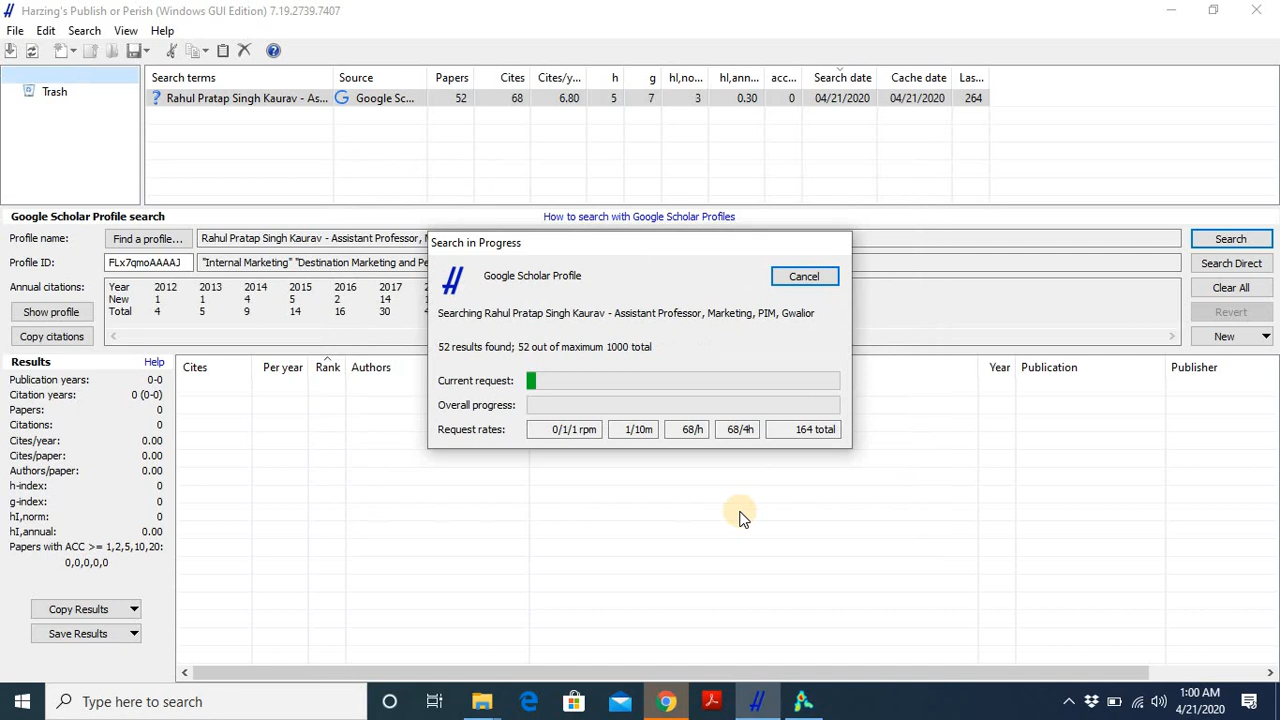 Harzing's Publish or Perish (Windows GUI Edition) 7.19.2739.7407
File Edit Search View Help
Search terms Source Papers Cites Cites/y... h g hI,no... hI,ann... acc... Search date Cache date Las...
Trash
Rahul Pratap Singh Kaurav - As... Google Sc... 52 68 6.80 5 7 3 0.30 0 04/21/2020 04/21/2020 264
Google Scholar Profile search How to search with Google Scholar Profiles
Profile name: Find a profile... Rahul Pratap Singh Kaurav - Assistant Professor, Search
Profile ID: FLx7qmoAAAAJ "Internal Marketing" "Destination Marketing and Search Direct
Annual citations: Year 2012 2013 2014 2015 2016 2017 Clear All
New 1 1 4 5 2 14
Total 4 5 9 14 16 30
Show profile Revert
Copy citations New
Search in Progress
Google Scholar Profile Cancel
Searching Rahul Pratap Singh Kaurav - Assistant Professor, Marketing, PIM, Gwalior
52 results found; 52 out of maximum 1000 total
Current request:
Overall progress:
Request rates: 0/1/1 rpm 1/10m 68/h 68/4h 164 total
Results Help
Publication years: 0-0
Citation years: 0 (0-0)
Papers: 0
Citations: 0
Cites/year: 0.00
Cites/paper: 0.00
Authors/paper: 0.00
h-index: 0
g-index: 0
hI,norm: 0
hI,annual: 0.00
Papers with ACC >= 1,2,5,10,20:
0,0,0,0,0
Copy Results
Save Results
Cites Per year Rank Authors Year Publication Publisher
Type here to search
1:00 AM
4/21/2020